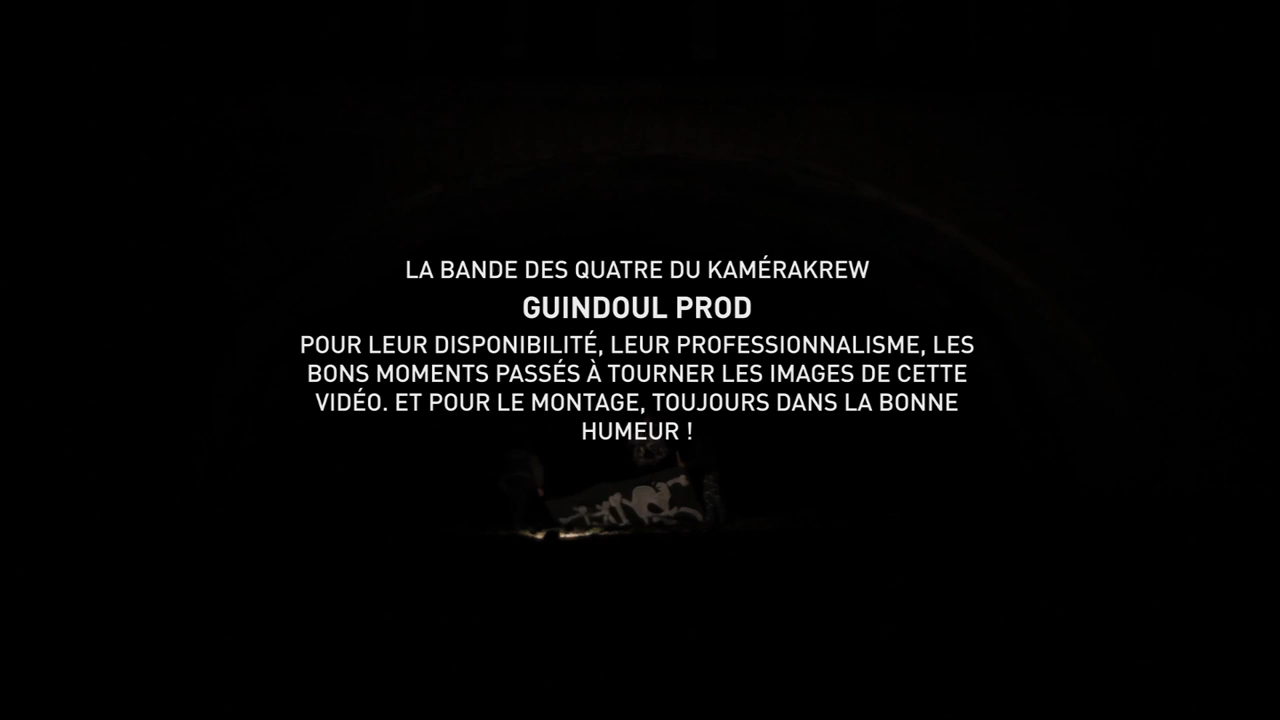 LA BANDE DES QUATRE DU KAMÉRAKREW
GUINDOUL PROD
POUR LEUR DISPONIBILITÉ, LEUR PROFESSIONNALISME, LES
BONS MOMENTS PASSÉS À TOURNER LES IMAGES DE CETTE
VIDÉO. ET POUR LE MONTAGE, TOUJOURS DANS LA BONNE
HUMEUR !